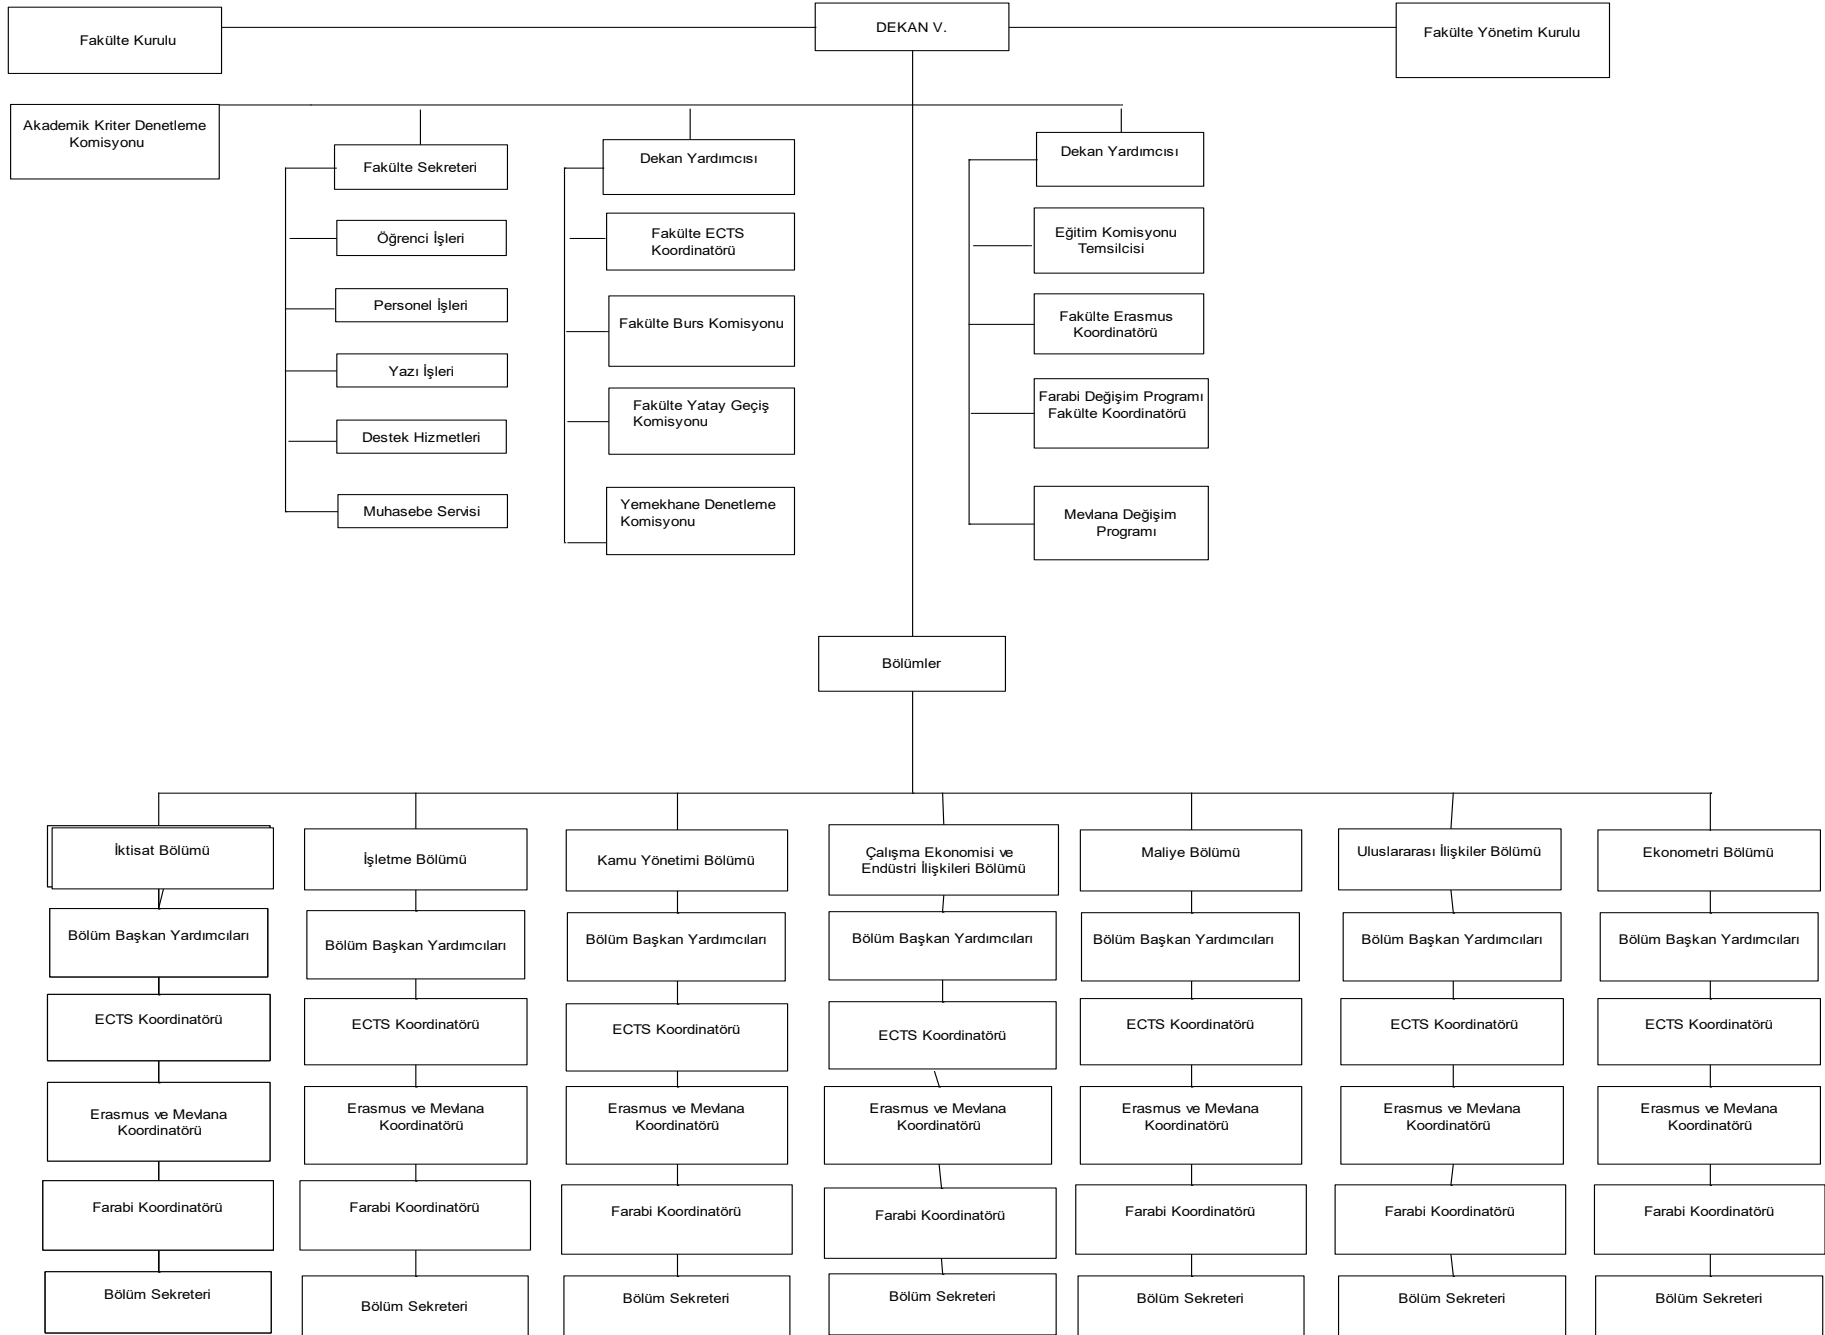 Fakülte Kurulu
DEKAN V.
Fakülte Yönetim Kurulu
Akademik Kriter Denetleme
Komisyonu
Fakülte Sekreteri
Öğrenci İşleri
Personel İşleri
Yazı İşleri
Destek Hizmetleri
Muhasebe Servisi
Dekan Yardımcısı
Fakülte ECTS
Koordinatörü
Fakülte Burs Komisyonu
Fakülte Yatay Geçiş
Komisyonu
Yemekhane Denetleme
Komisyonu
Dekan Yardımcısı
Eğitim Komisyonu
Temsilcisi
Fakülte Erasmus
Koordinatörü
Farabi Değişim Programı
Fakülte Koordinatörü
Mevlana Değişim
Programı
Bölümler
İktisat Bölümü
Bölüm Başkan Yardımcıları
ECTS Koordinatörü
Erasmus ve Mevlana
Koordinatörü
Farabi Koordinatörü
Bölüm Sekreteri
İşletme Bölümü
Bölüm Başkan Yardımcıları
ECTS Koordinatörü
Erasmus ve Mevlana
Koordinatörü
Farabi Koordinatörü
Bölüm Sekreteri
Kamu Yönetimi Bölümü
Bölüm Başkan Yardımcıları
ECTS Koordinatörü
Erasmus ve Mevlana
Koordinatörü
Farabi Koordinatörü
Bölüm Sekreteri
Çalışma Ekonomisi ve
Endüstri İlişkileri Bölümü
Bölüm Başkan Yardımcıları
ECTS Koordinatörü
Erasmus ve Mevlana
Koordinatörü
Farabi Koordinatörü
Bölüm Sekreteri
Maliye Bölümü
Bölüm Başkan Yardımcıları
ECTS Koordinatörü
Erasmus ve Mevlana
Koordinatörü
Farabi Koordinatörü
Bölüm Sekreteri
Uluslararası İlişkiler Bölümü
Bölüm Başkan Yardımcıları
ECTS Koordinatörü
Erasmus ve Mevlana
Koordinatörü
Farabi Koordinatörü
Bölüm Sekreteri
Ekonometri Bölümü
Bölüm Başkan Yardımcıları
ECTS Koordinatörü
Erasmus ve Mevlana
Koordinatörü
Farabi Koordinatörü
Bölüm Sekreteri